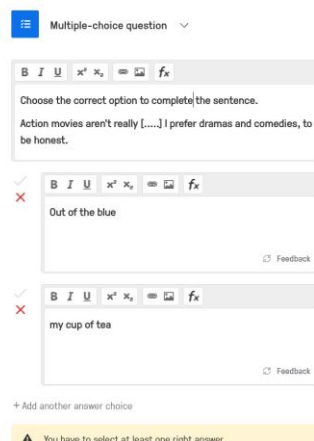 Multiple-choice question
B I U x² x₂ fx
Choose the correct option to complete the sentence.
Action movies aren't really [.....] I prefer dramas and comedies, to
be honest.
B I U x² x₂ fx
Out of the blue
Feedback
B I U x² x₂ fx
my cup of tea
Feedback
+ Add another answer choice
You have to select at least one right answer